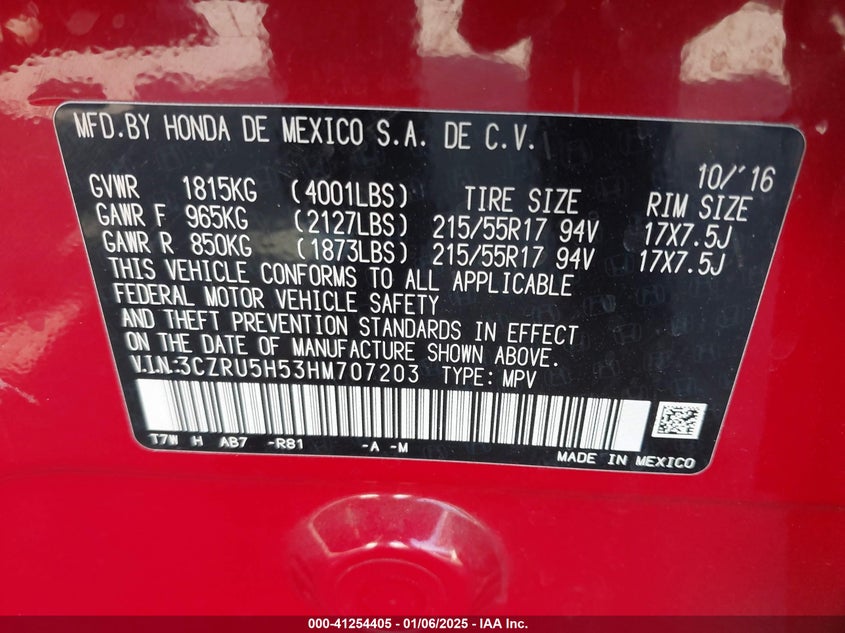 MFD.BY HONDA DE MEXICO S.A. DE C.V.
10/'16
GVWR 1815KG (4001LBS) TIRE SIZE RIM SIZE
GAWR F 965KG (2127LBS) 215/55R17 94V 17X7.5J
GAWR R 850KG (1873LBS) 215/55R17 94V 17X7.5J
THIS VEHICLE CONFORMS TO ALL APPLICABLE
FEDERAL MOTOR VEHICLE SAFETY
AND THEFT PREVENTION STANDARDS IN EFFECT
ON THE DATE OF MANUFACTURE SHOWN ABOVE.
V.I.N:3CZRU5H53HM707203 TYPE: MPV
T7W H AB7 -R81 -A -M
MADE IN MEXICO
000-41254405 - 01/06/2025 - IAA Inc.